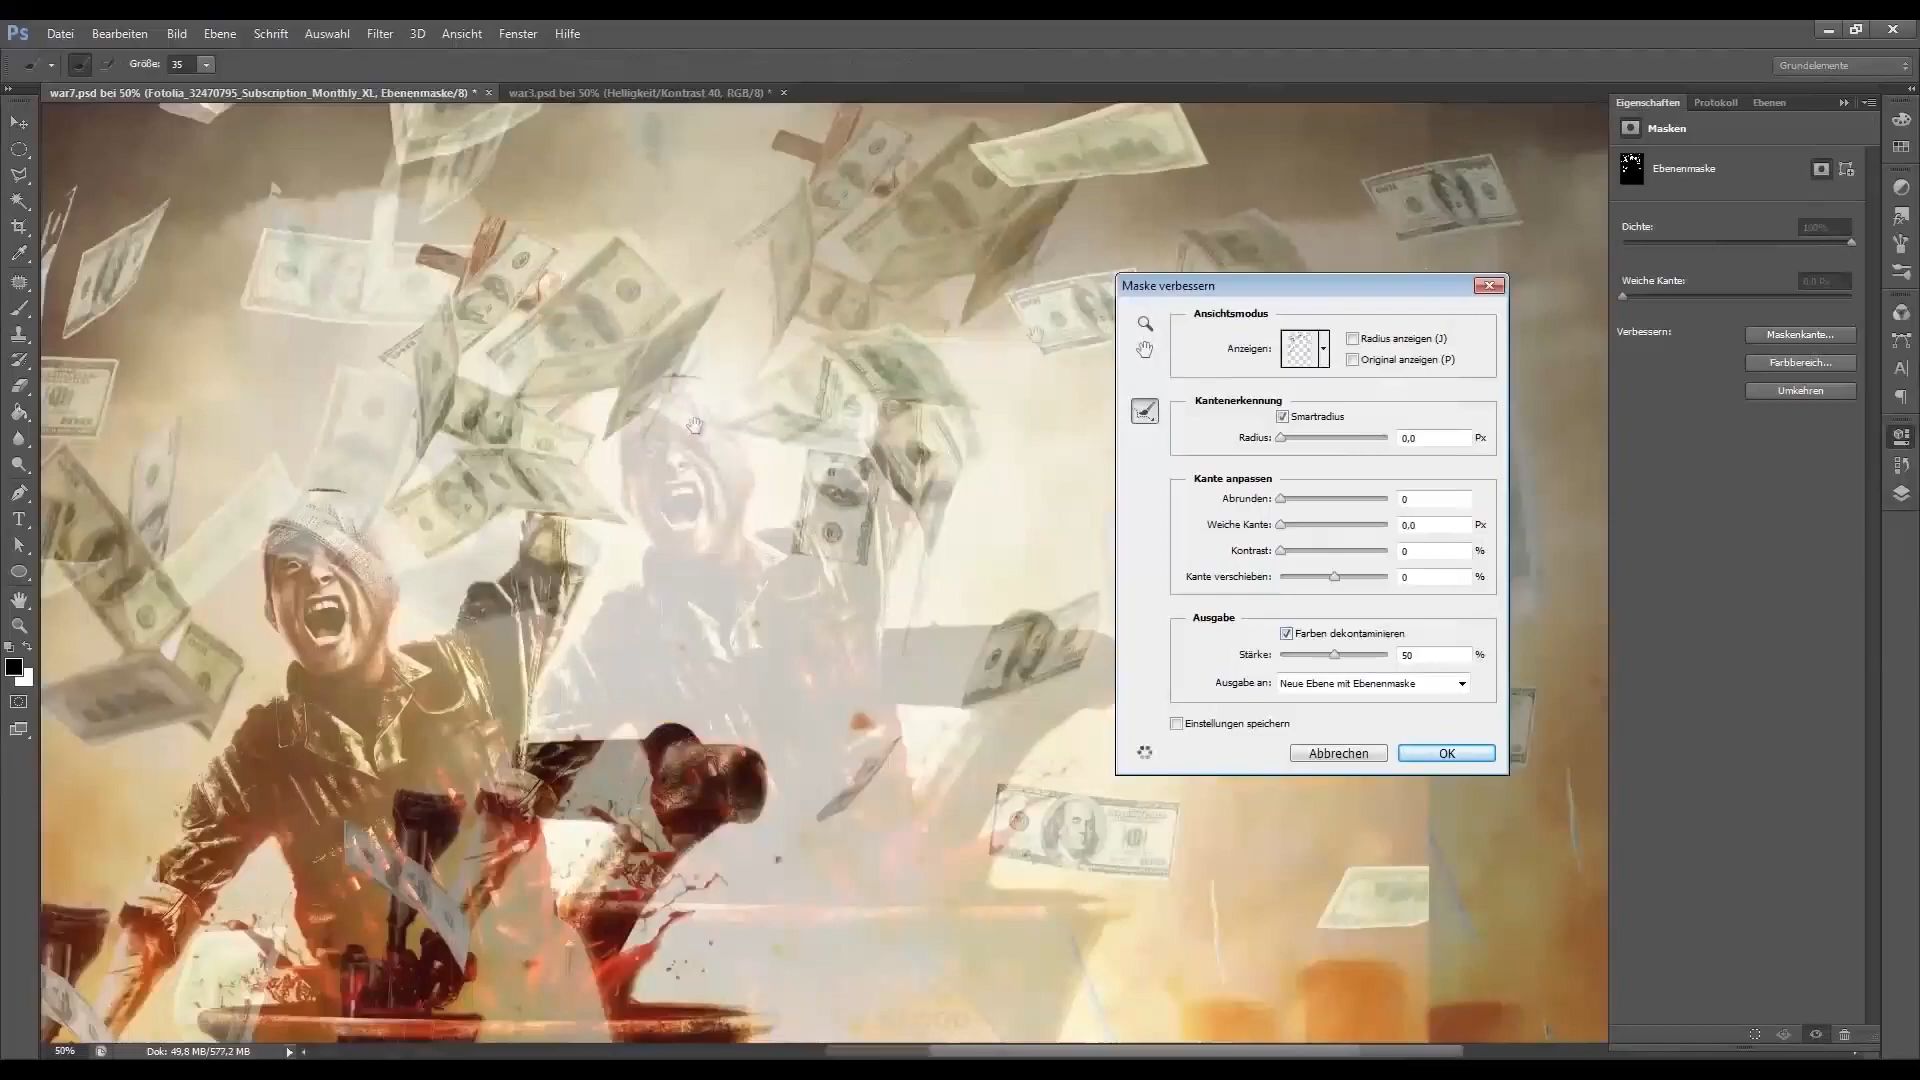 Ps Datei Bearbeiten Bild Ebene Schrift Auswahl Filter 3D Ansicht Fenster Hilfe
Größe: 35
Grundelemente
war7.psd bei 50% (Fotolia_32470795_Subscription_Monthly_XL, Ebenenmaske/8) * ×
war3.psd bei 50% (Helligkeit/Kontrast 40, RGB/8) * ×
Eigenschaften Protokoll Ebenen
Masken
Ebenenmaske
Dichte: 100%
Weiche Kante: 0,0 Px
Verbessern: Maskenkante...
Farbbereich...
Umkehren
Maske verbessern
Ansichtsmodus
Anzeigen:
Radius anzeigen (J)
Original anzeigen (P)
Kantenerkennung
Smartradius
Radius: 0,0 Px
Kante anpassen
Abrunden: 0
Weiche Kante: 0,0 Px
Kontrast: 0 %
Kante verschieben: 0 %
Ausgabe
Farben dekontaminieren
Stärke: 50 %
Ausgabe an: Neue Ebene mit Ebenenmaske
Einstellungen speichern
Abbrechen OK
50% Dok: 49,8 MB/577,2 MB